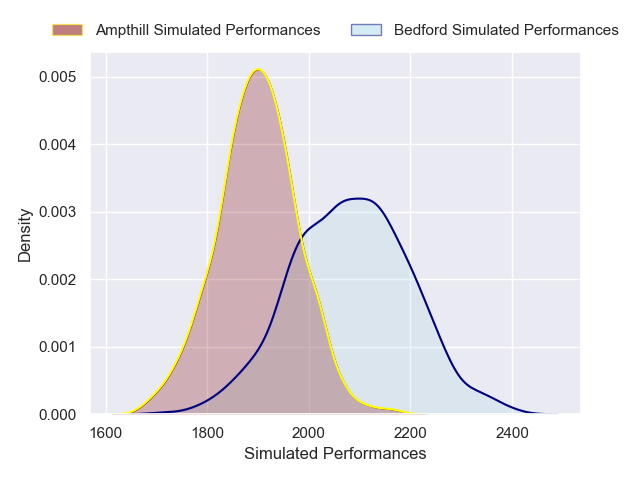 Ampthill Simulated Performances Bedford Simulated Performances
0.005
0.004
0.003
0.002
0.001
0.000
Density
1600 1800 2000 2200 2400
Simulated Performances